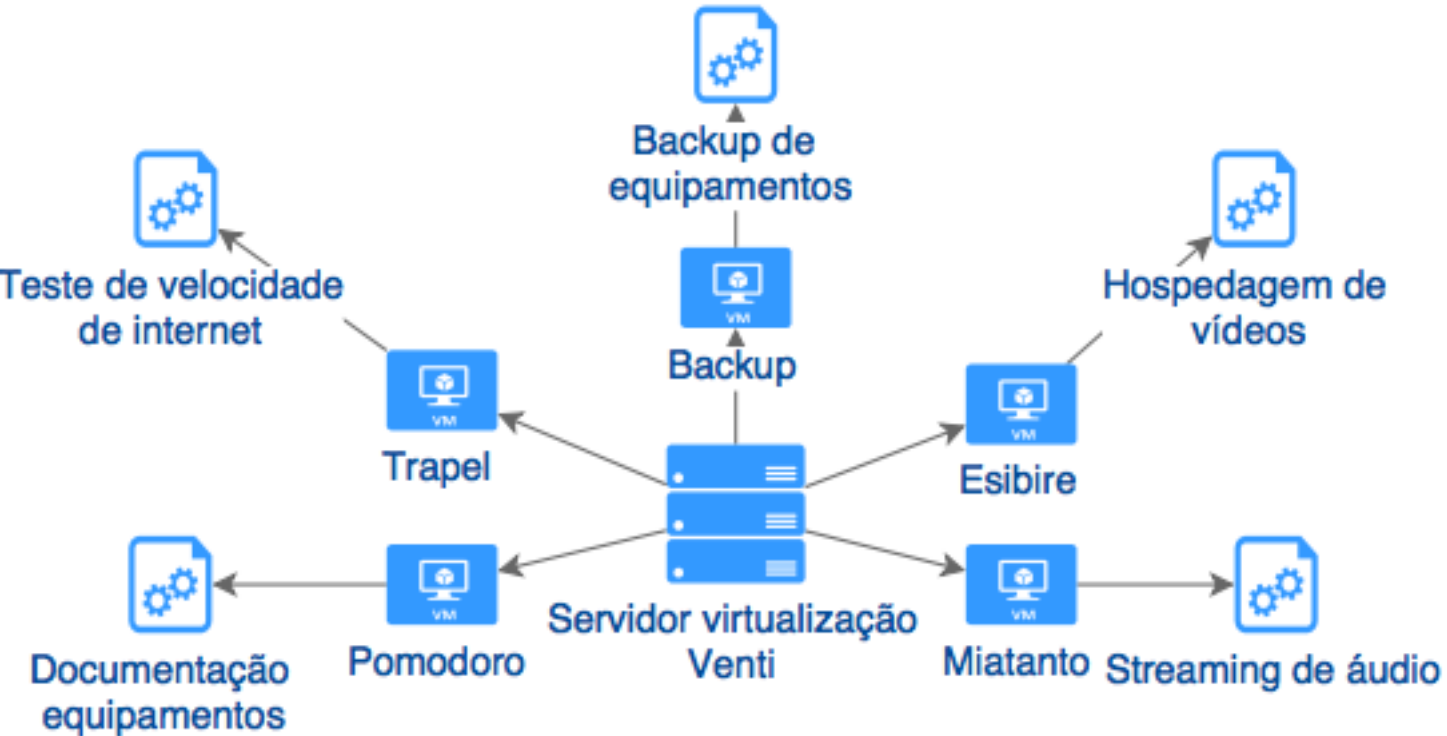 Backup de
equipamentos
Teste de velocidade
de internet
Hospedagem de
vídeos
VM
Backup
VM
Trapel
VM
Esibire
VM
Pomodoro
VM
Miatanto
Servidor virtualização
Venti
Documentação
equipamentos
Streaming de áudio